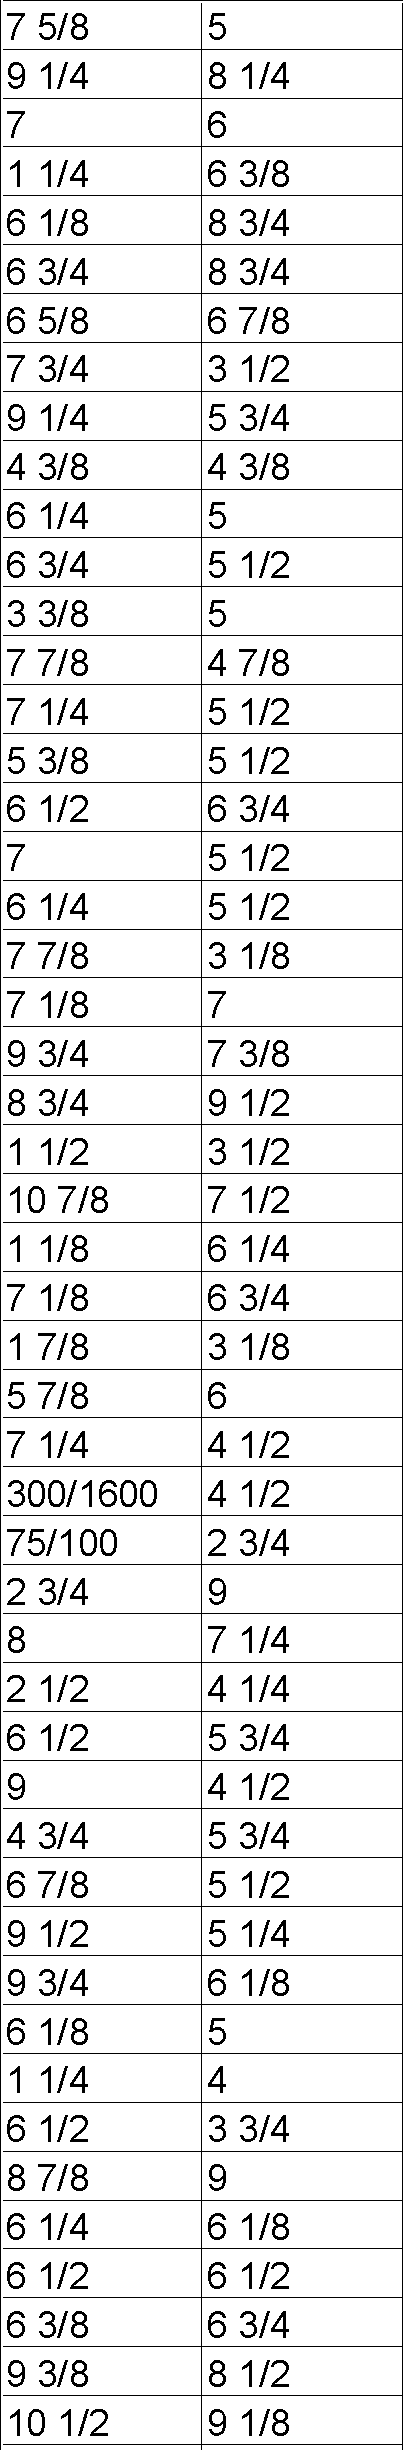 7 5/8 5
9 1/4 8 1/4
7 6
1 1/4 6 3/8
6 1/8 8 3/4
6 3/4 8 3/4
6 5/8 6 7/8
7 3/4 3 1/2
9 1/4 5 3/4
4 3/8 4 3/8
6 1/4 5
6 3/4 5 1/2
3 3/8 5
7 7/8 4 7/8
7 1/4 5 1/2
5 3/8 5 1/2
6 1/2 6 3/4
7 5 1/2
6 1/4 5 1/2
7 7/8 3 1/8
7 1/8 7
9 3/4 7 3/8
8 3/4 9 1/2
1 1/2 3 1/2
10 7/8 7 1/2
1 1/8 6 1/4
7 1/8 6 3/4
1 7/8 3 1/8
5 7/8 6
7 1/4 4 1/2
300/1600 4 1/2
75/100 2 3/4
2 3/4 9
8 7 1/4
2 1/2 4 1/4
6 1/2 5 3/4
9 4 1/2
4 3/4 5 3/4
6 7/8 5 1/2
9 1/2 5 1/4
9 3/4 6 1/8
6 1/8 5
1 1/4 4
6 1/2 3 3/4
8 7/8 9
6 1/4 6 1/8
6 1/2 6 1/2
6 3/8 6 3/4
9 3/8 8 1/2
10 1/2 9 1/8